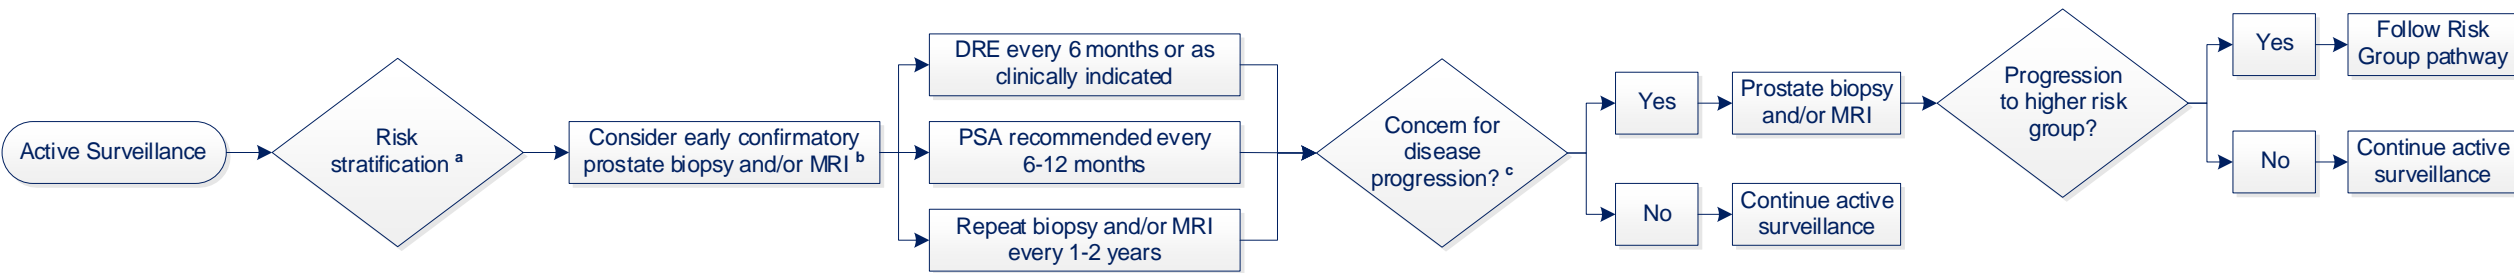 Active Surveillance
Risk
stratification a
Consider early confirmatory
prostate biopsy and/or MRI b
DRE every 6 months or as
clinically indicated
PSA recommended every
6-12 months
Repeat biopsy and/or MRI
every 1-2 years
Concern for
disease
progression? c
Yes
Prostate biopsy
and/or MRI
No
Continue active
surveillance
Progression
to higher risk
group?
Yes
Follow Risk
Group pathway
No
Continue active
surveillance